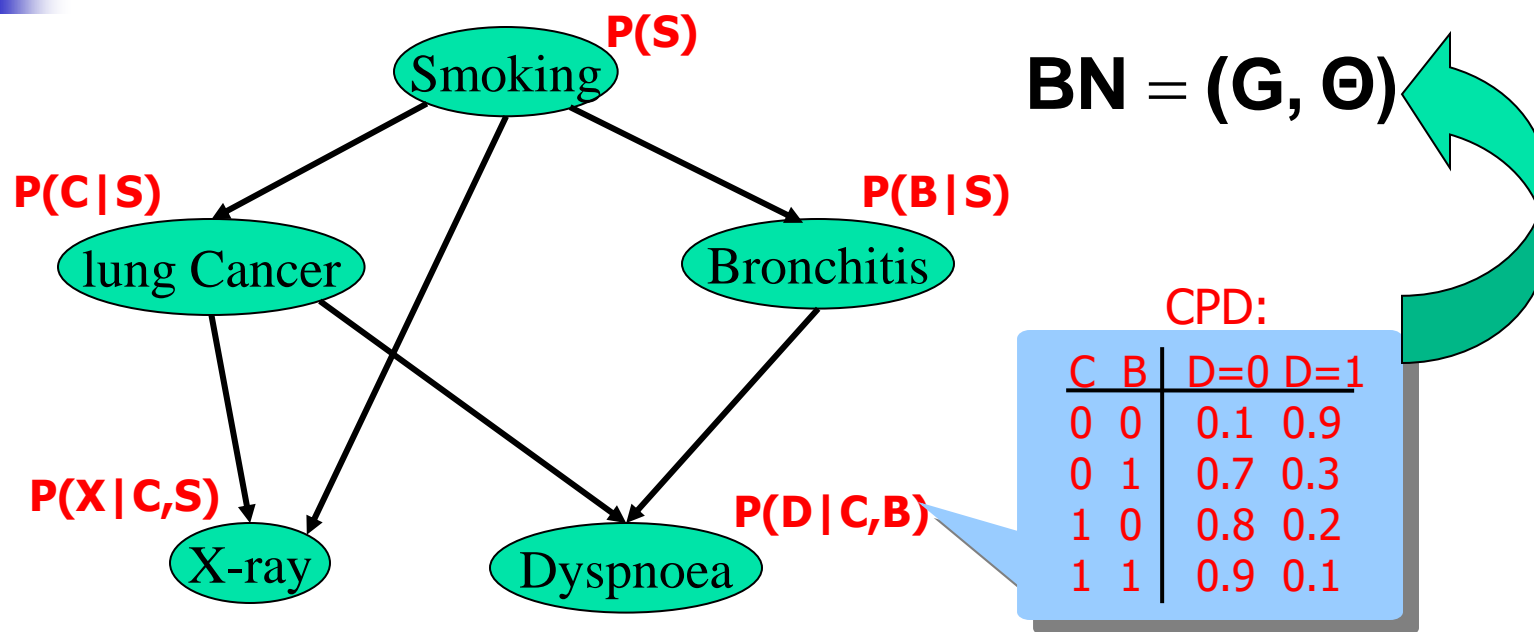 P(S)
Smoking
BN = (G, Θ)
P(C|S)
P(B|S)
lung Cancer
Bronchitis
CPD:
C B D=0 D=1
0 0 0.1 0.9
0 1 0.7 0.3
1 0 0.8 0.2
1 1 0.9 0.1
P(X|C,S)
P(D|C,B)
X-ray
Dyspnoea